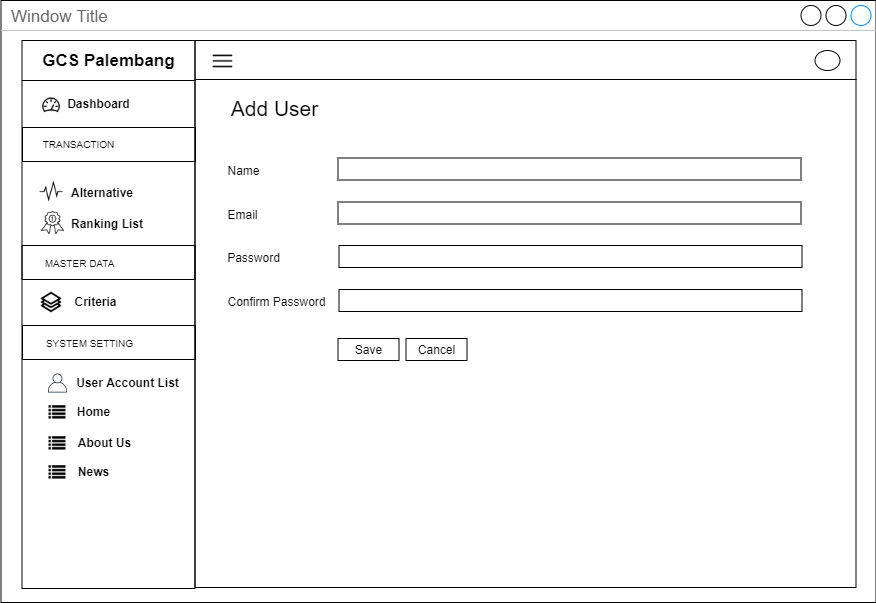 Window Title
GCS Palembang
Dashboard
TRANSACTION
Alternative
Ranking List
MASTER DATA
Criteria
SYSTEM SETTING
User Account List
Home
About Us
News
Add User
Name
Email
Password
Confirm Password
Save Cancel